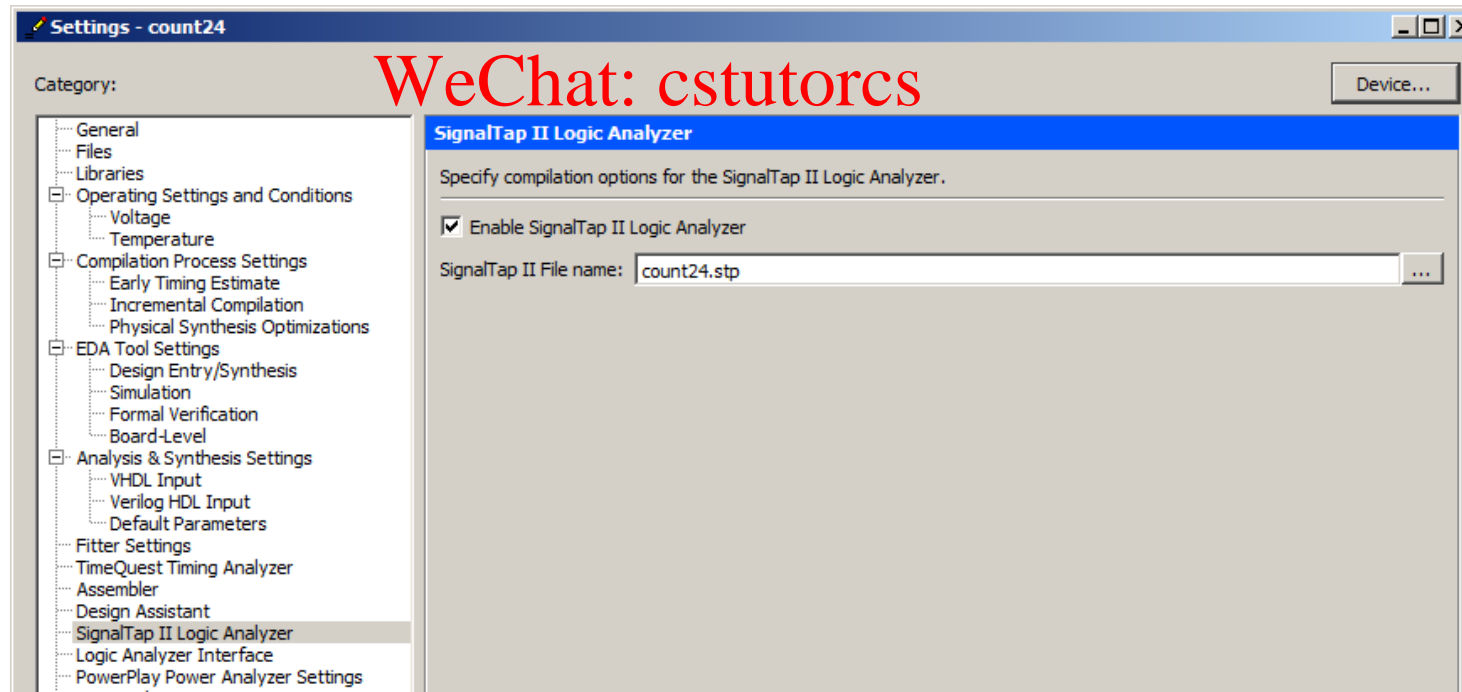 Settings - count24
WeChat: cstutorcs
Category:
Device...
General
Files
Libraries
Operating Settings and Conditions
Voltage
Temperature
Compilation Process Settings
Early Timing Estimate
Incremental Compilation
Physical Synthesis Optimizations
EDA Tool Settings
Design Entry/Synthesis
Simulation
Formal Verification
Board-Level
Analysis & Synthesis Settings
VHDL Input
Verilog HDL Input
Default Parameters
Fitter Settings
TimeQuest Timing Analyzer
Assembler
Design Assistant
SignalTap II Logic Analyzer
Logic Analyzer Interface
PowerPlay Power Analyzer Settings
SignalTap II Logic Analyzer
Specify compilation options for the SignalTap II Logic Analyzer.
Enable SignalTap II Logic Analyzer
SignalTap II File name: count24.stp ...